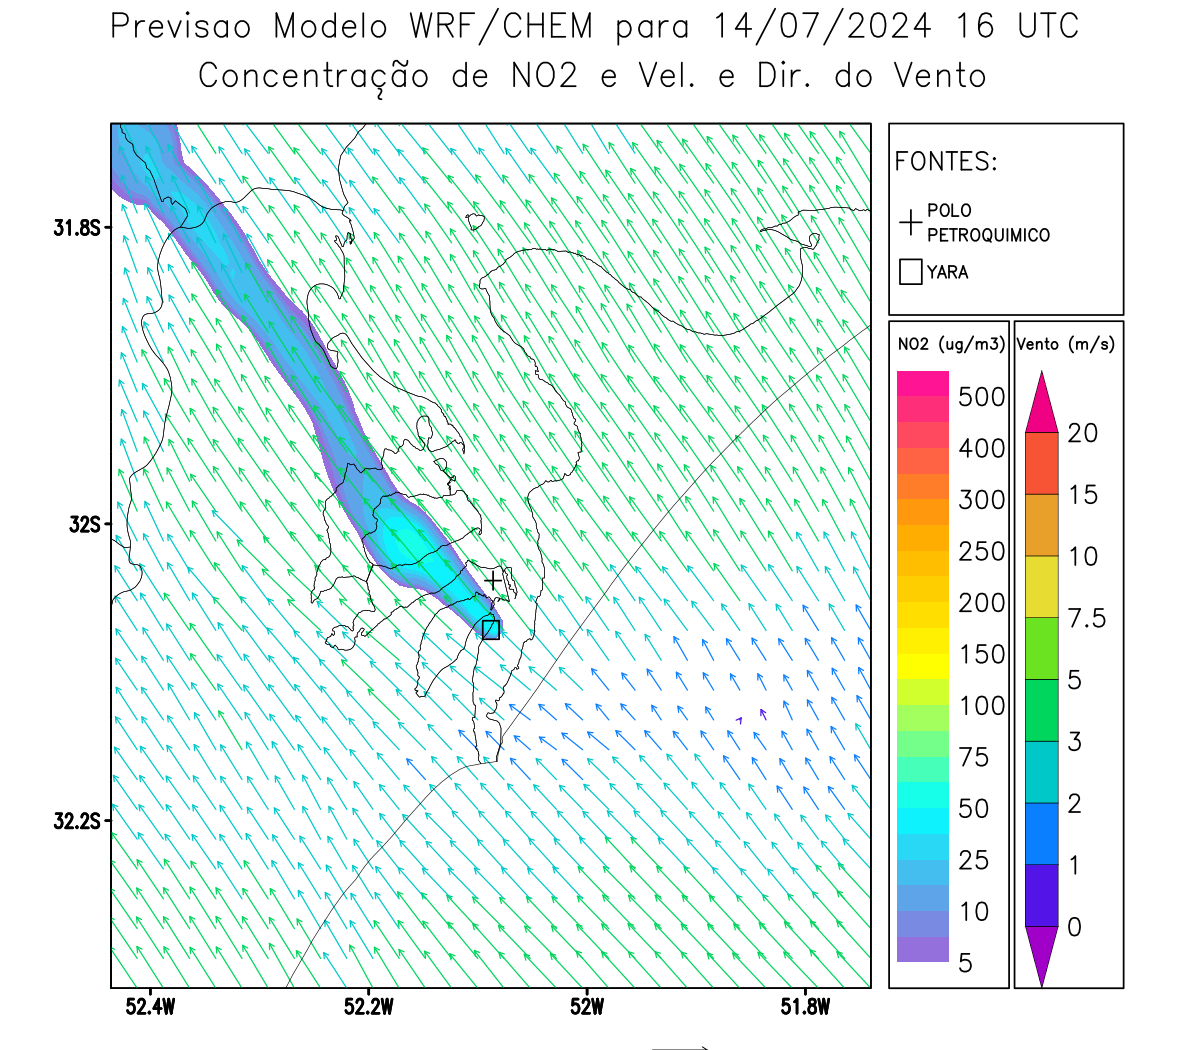 Previsao Modelo WRF/CHEM para 14/07/2024 16 UTC
Concentração de NO2 e Vel. e Dir. do Vento
FONTES:
POLO
PETROQUIMICO
YARA
NO2 (ug/m3)
500
400
300
250
200
150
100
75
50
25
10
5
Vento (m/s)
20
15
10
7.5
5
3
2
1
0
31.8S
32S
32.2S
52.4W
52.2W
52W
51.8W